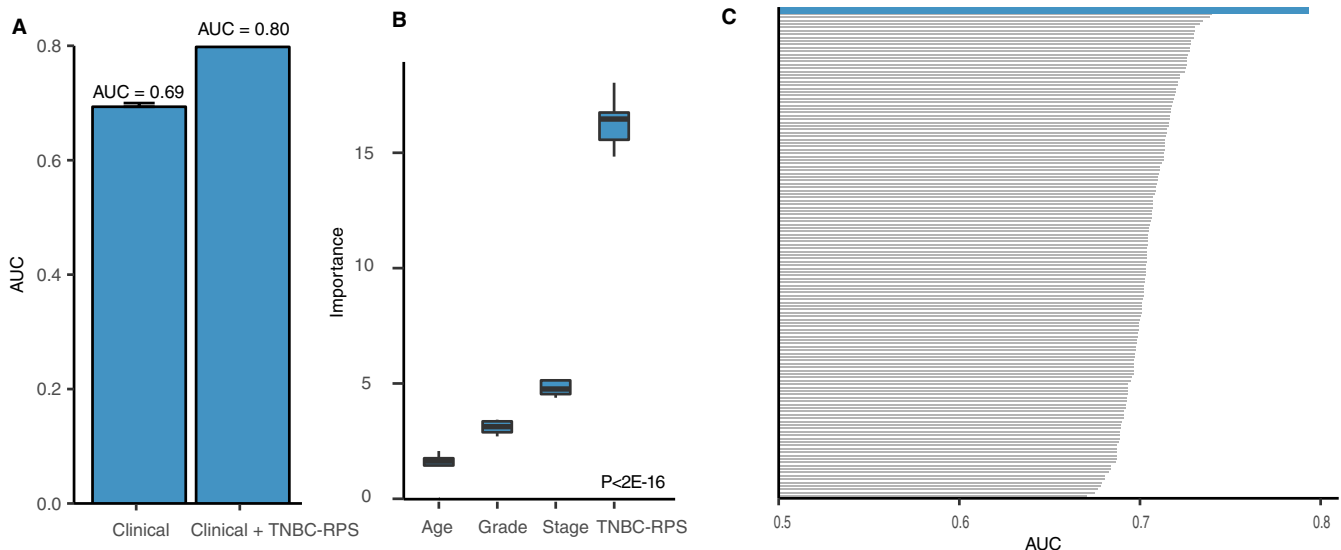 A
AUC = 0.80
AUC = 0.69
0.8
0.6
0.4
0.2
0.0
AUC
Clinical
Clinical + TNBC-RPS
B
15
10
5
0
Importance
P<2E-16
Age
Grade
Stage
TNBC-RPS
C
0.5
0.6
0.7
0.8
AUC